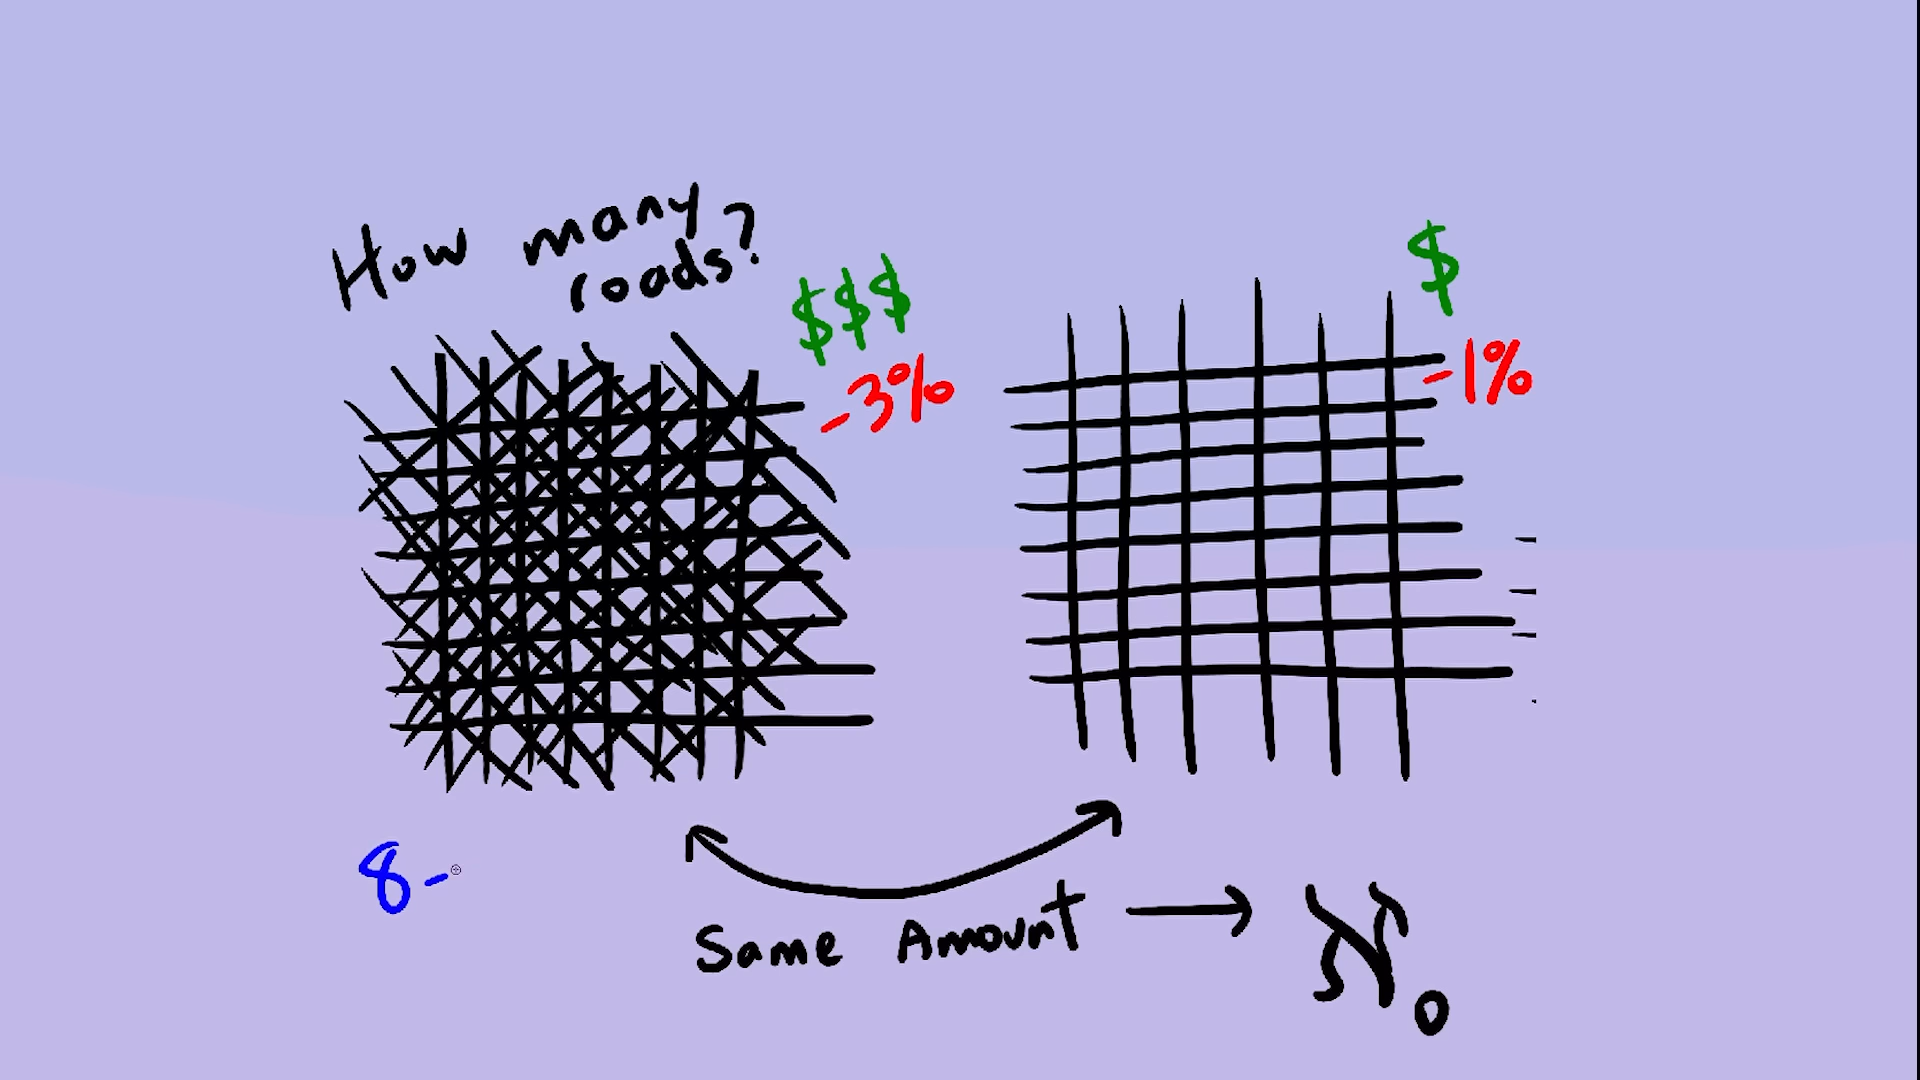 How many
roads?
$$$
-3%
$
-1%
8-
Same Amount → ℵ0